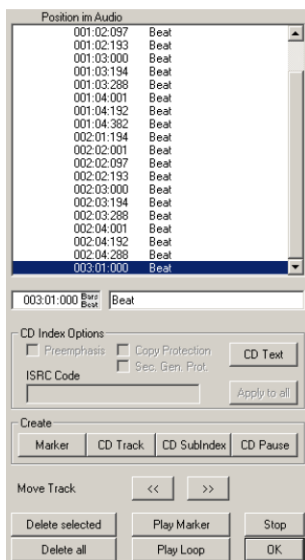 Position im Audio
001:02:097 Beat
001:02:193 Beat
001:03:000 Beat
001:03:194 Beat
001:03:288 Beat
001:04:001 Beat
001:04:192 Beat
001:04:382 Beat
002:01:194 Beat
002:02:001 Beat
002:02:097 Beat
002:02:193 Beat
002:03:000 Beat
002:03:194 Beat
002:03:288 Beat
002:04:001 Beat
002:04:192 Beat
002:04:288 Beat
003:01:000 Beat
003:01:000 Bars Beat Beat
CD Index Options
Preemphasis Copy Protection CD Text
Sec. Gen. Prot.
ISRC Code
Apply to all
Create
Marker CD Track CD SubIndex CD Pause
Move Track << >>
Delete selected Play Marker Stop
Delete all Play Loop OK